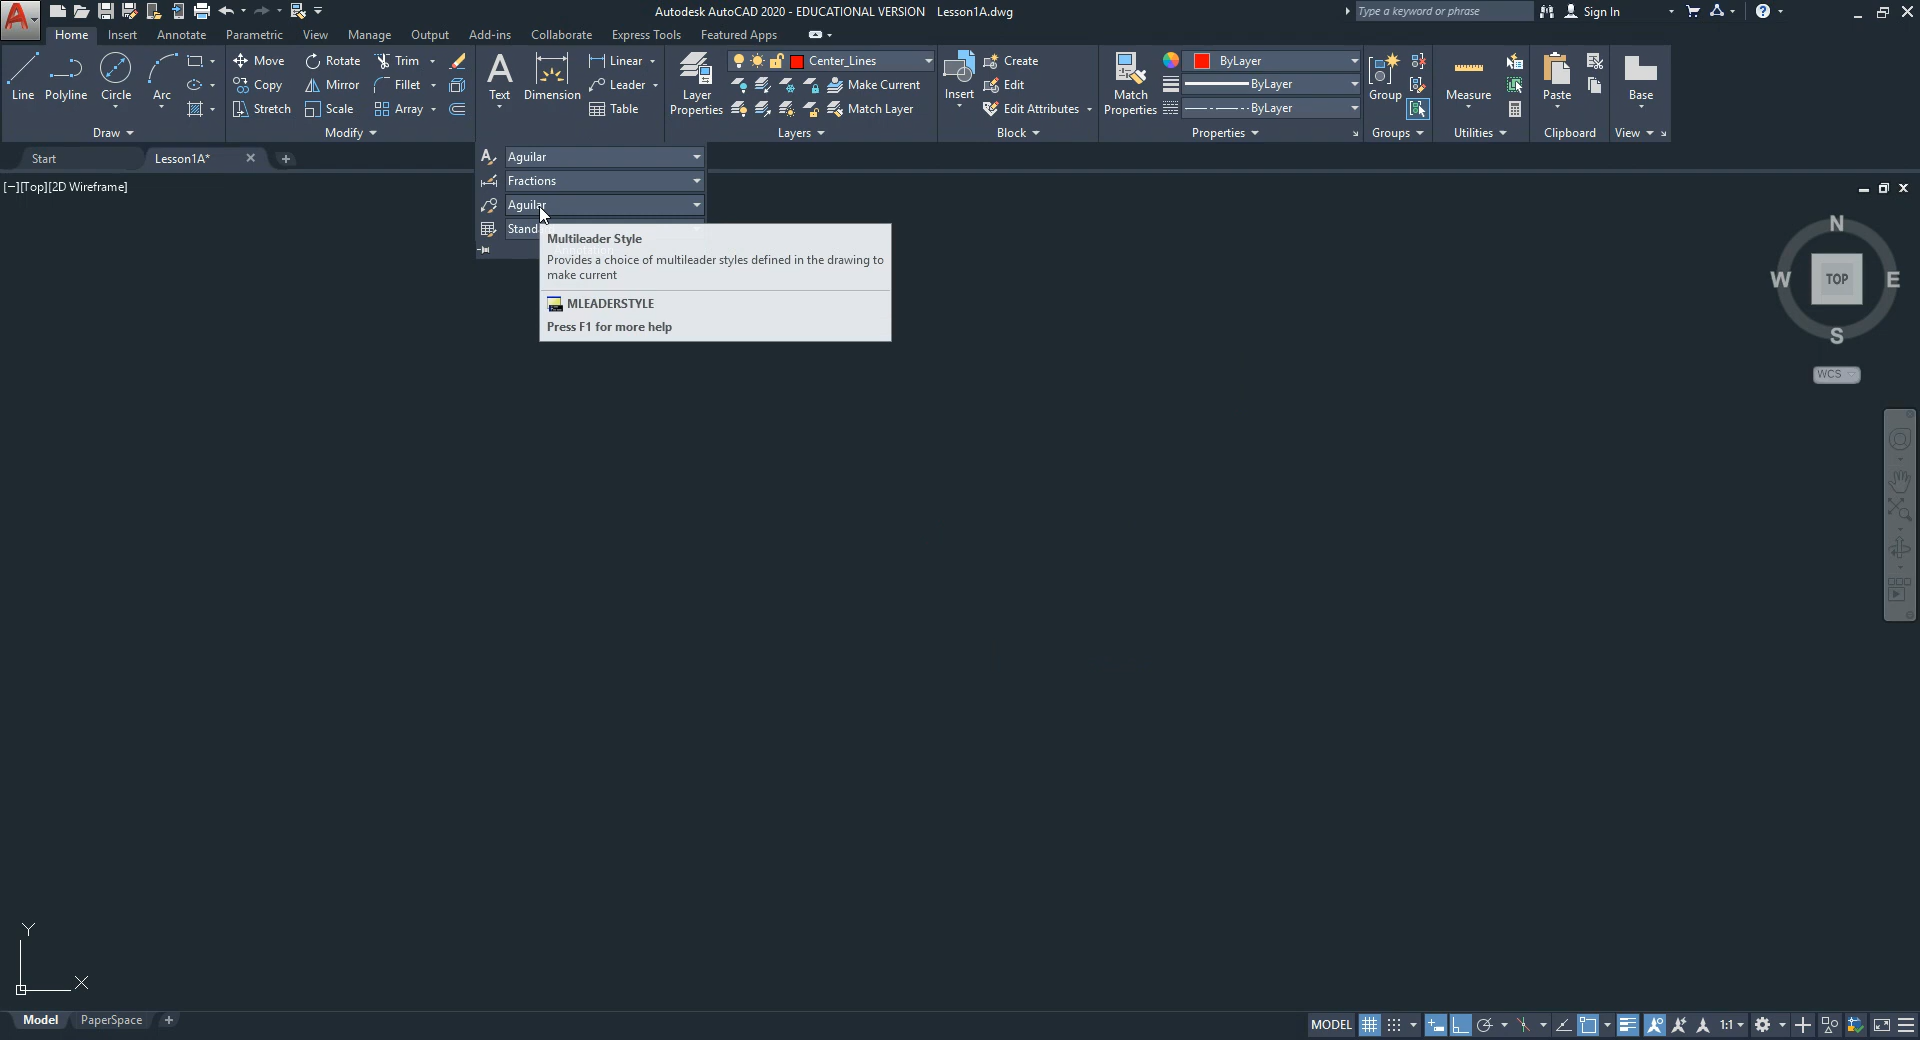 Autodesk AutoCAD 2020 - EDUCATIONAL VERSION Lesson1A.dwg
Type a keyword or phrase
Sign In
Home Insert Annotate Parametric View Manage Output Add-ins Collaborate Express Tools Featured Apps
Line Polyline Circle Arc
Draw
Move Rotate Trim
Copy Mirror Fillet
Stretch Scale Array
Modify
Text Dimension
Linear
Leader
Table
Layer Properties
Center_Lines
Make Current
Match Layer
Layers
Insert
Create
Edit
Edit Attributes
Block
Match Properties
ByLayer
ByLayer
ByLayer
Properties
Group
Groups
Measure
Utilities
Paste
Clipboard
Base
View
Start Lesson1A*
Aguilar
Fractions
Aguilar
[−][Top][2D Wireframe]
Multileader Style
Provides a choice of multileader styles defined in the drawing to
make current
MLEADERSTYLE
Press F1 for more help
N
W TOP E
S
WCS
Y
X
Model PaperSpace
MODEL 1:1